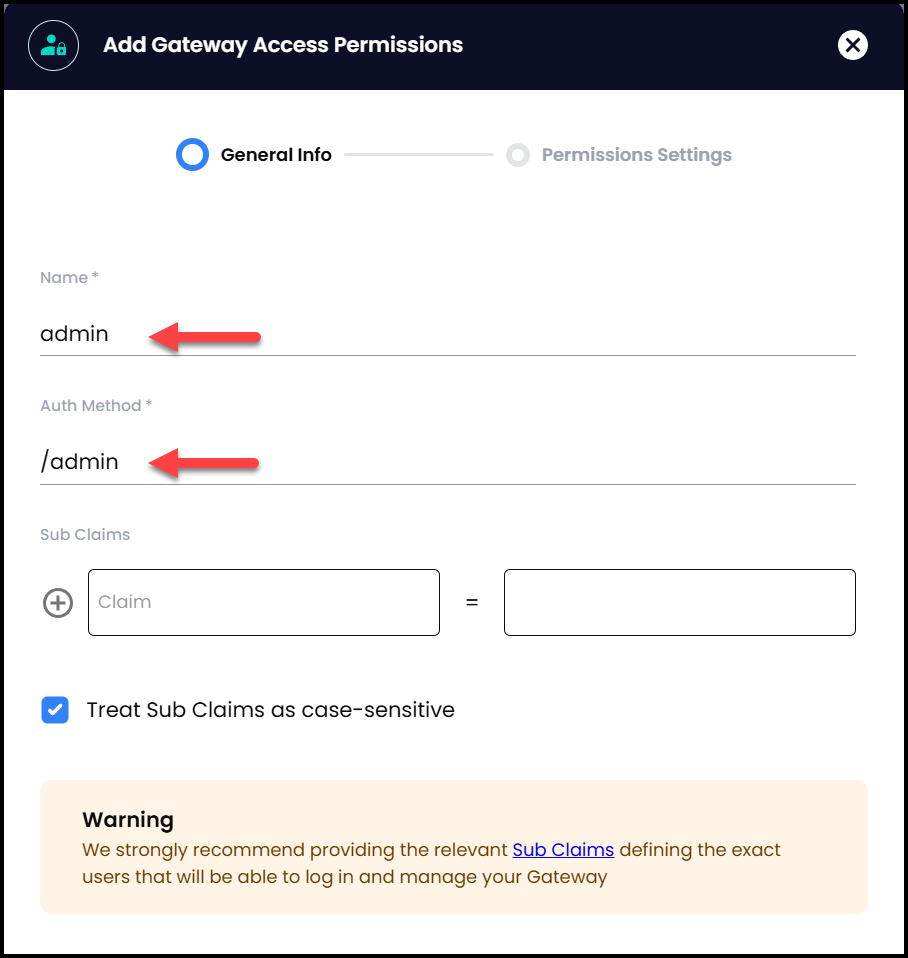 Add Gateway Access Permissions
General Info
Permissions Settings
Name *
admin
Auth Method *
/admin
Sub Claims
Claim
=
Treat Sub Claims as case-sensitive
Warning
We strongly recommend providing the relevant Sub Claims defining the exact
users that will be able to log in and manage your Gateway